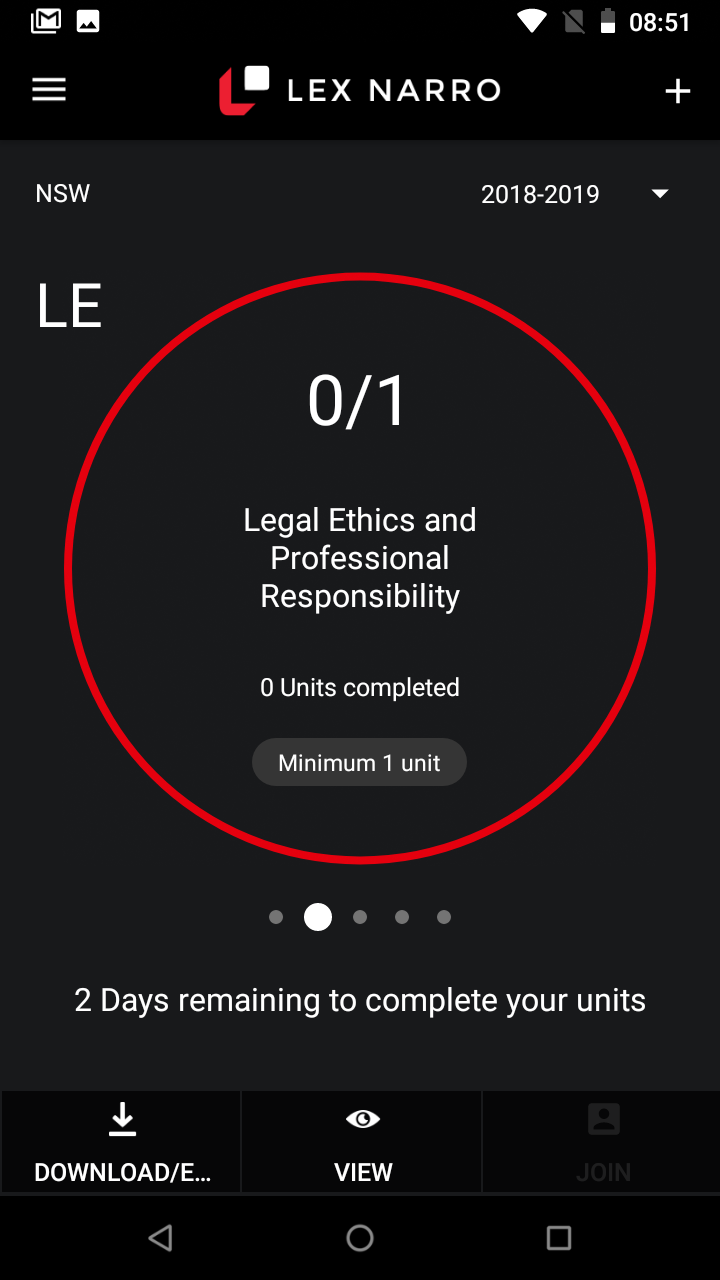 08:51
LEX NARRO
NSW
2018-2019
LE
0/1
Legal Ethics and
Professional
Responsibility
0 Units completed
Minimum 1 unit
2 Days remaining to complete your units
DOWNLOAD/E...
VIEW
JOIN